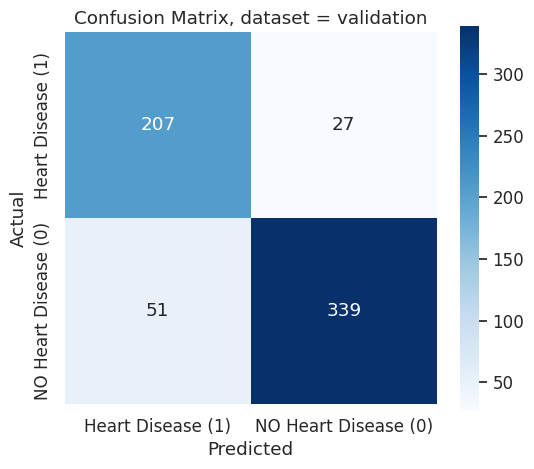 Confusion Matrix, dataset = validation
Actual
Heart Disease (1)
NO Heart Disease (0)
207
27
51
339
Heart Disease (1)
NO Heart Disease (0)
Predicted
300
250
200
150
100
50